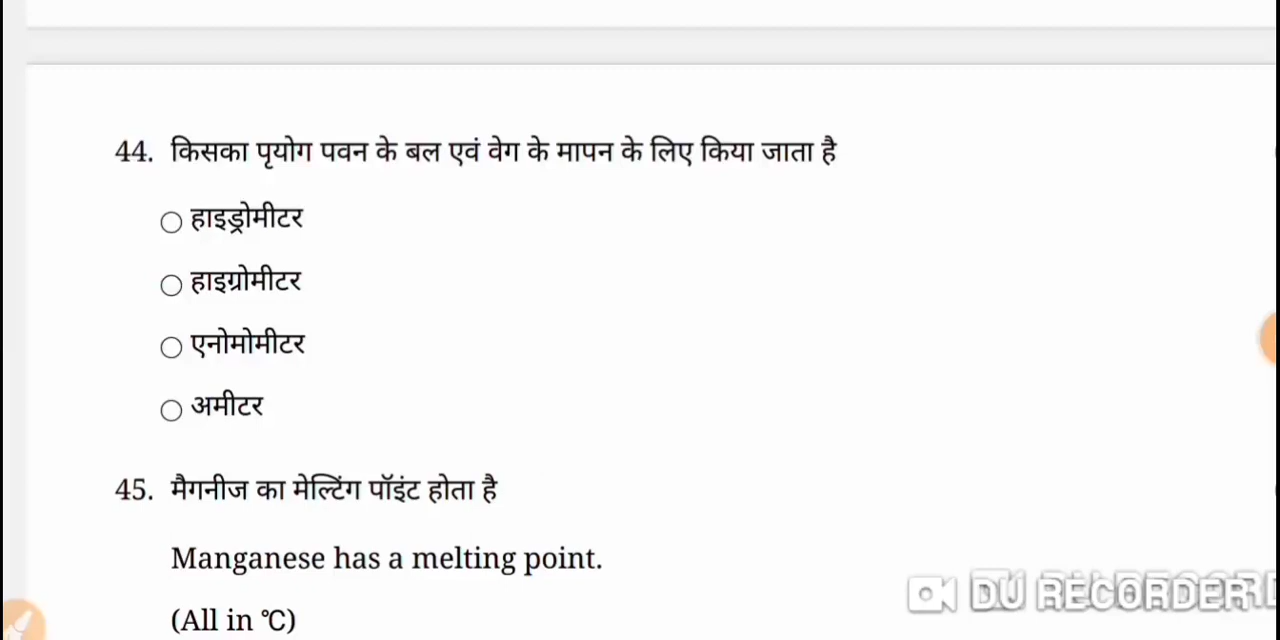 44. किसका पृयोग पवन के बल एवं वेग के मापन के लिए किया जाता है
हाइड्रोमीटर
हाइग्रोमीटर
एनोमोमीटर
अमीटर
45. मैगनीज का मेल्टिंग पॉइंट होता है
Manganese has a melting point.
(All in ℃)
DU RECORDER